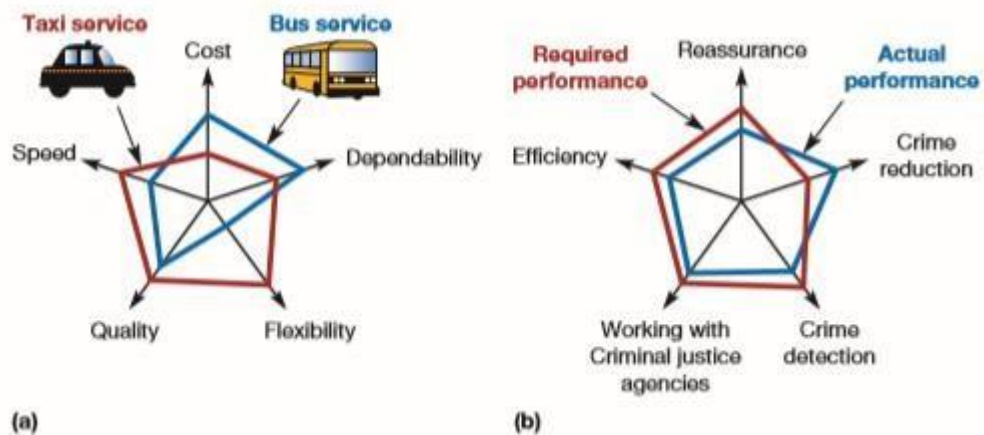 Taxi service
Bus service
Cost
Speed
Dependability
Quality
Flexibility
(a)
Required
performance
Reassurance
Actual
performance
Efficiency
Crime
reduction
Working with
Criminal justice
agencies
Crime
detection
(b)